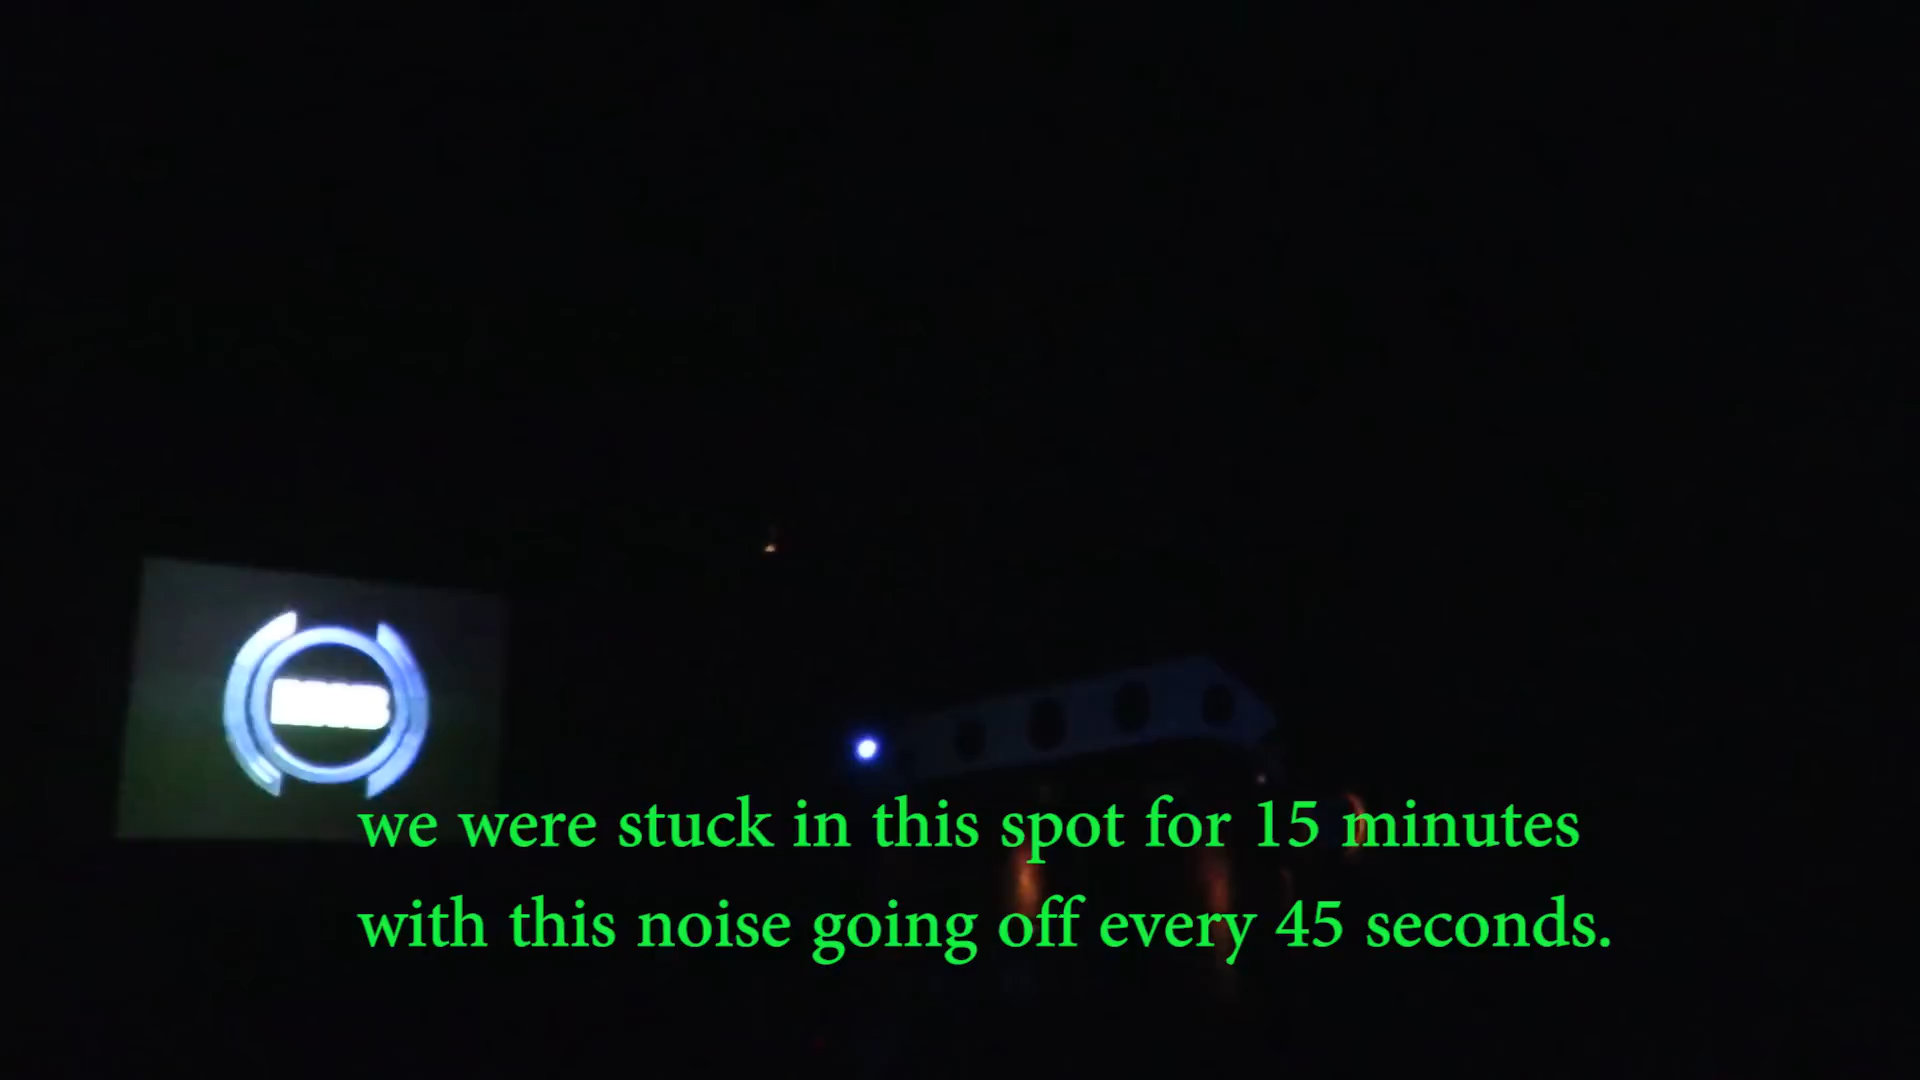 we were stuck in this spot for 15 minutes
with this noise going off every 45 seconds.